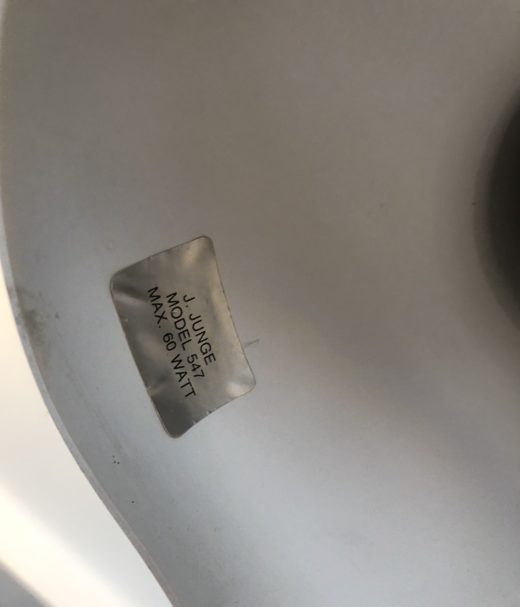 J. JUNGE
MODEL 547
MAX. 60 WATT